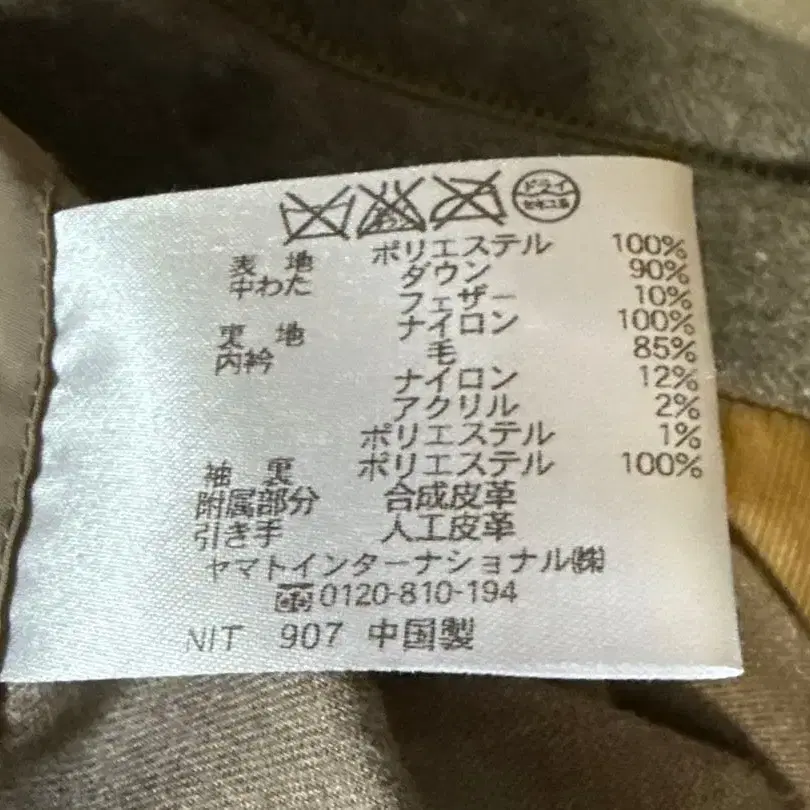 ドライ
セキユ系
表 地 ポリエステル 100%
中わた ダウン 90%
フェザー 10%
裏 地 ナイロン 100%
内衿 毛 85%
ナイロン 12%
アクリル 2%
ポリエステル 1%
袖 裏 ポリエステル 100%
附属部分 合成皮革
引き手 人工皮革
ヤマトインターナショナル㈱
0120-810-194
NIT 907 中国製